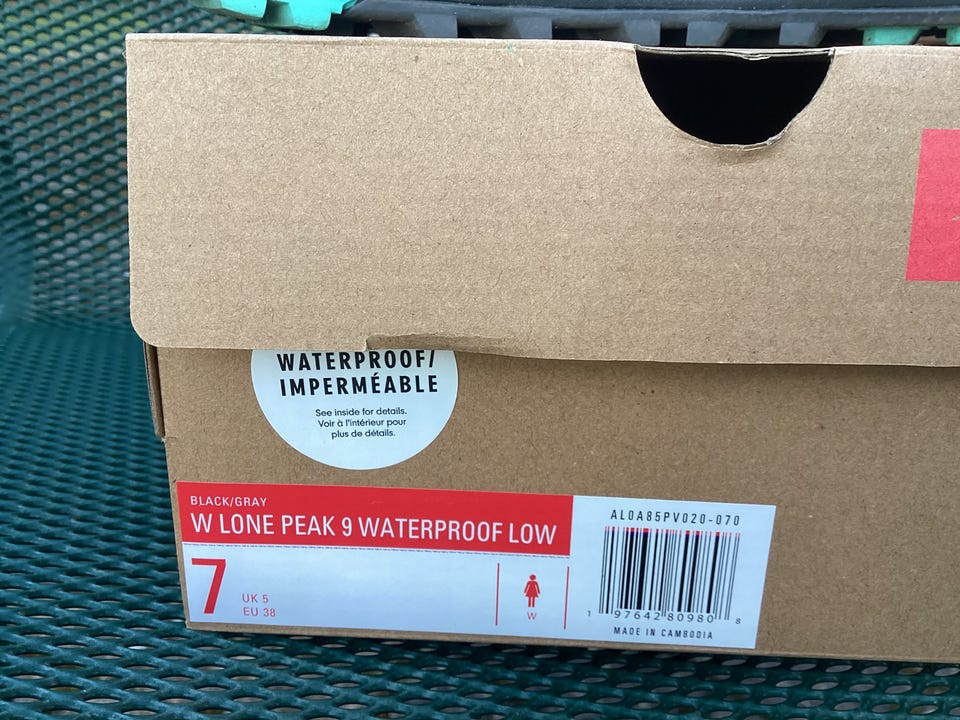 WATERPROOF/
IMPERMÉABLE
See inside for details.
Voir à l'intérieur pour
plus de détails.
BLACK/GRAY
W LONE PEAK 9 WATERPROOF LOW
7
UK 5
EU 38
W
AL0A85PV020-070
1 97642 80980 8
MADE IN CAMBODIA